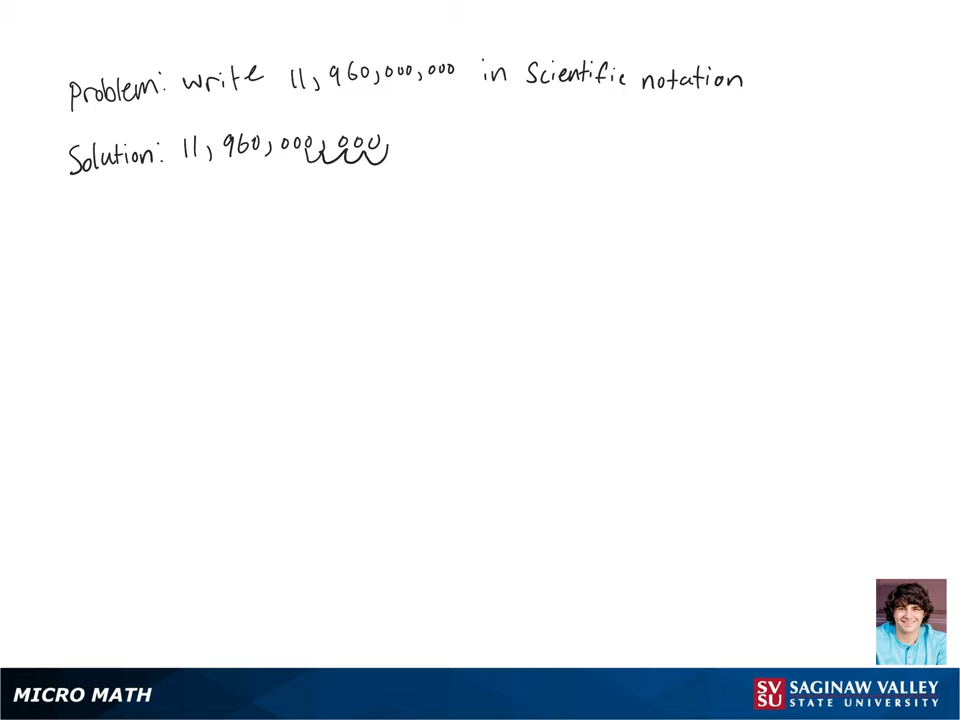 Problem: write 11,960,000,000 in Scientific notation
Solution: 11,960,000,000
MICRO MATH
SVSU SAGINAW VALLEY
STATE UNIVERSITY